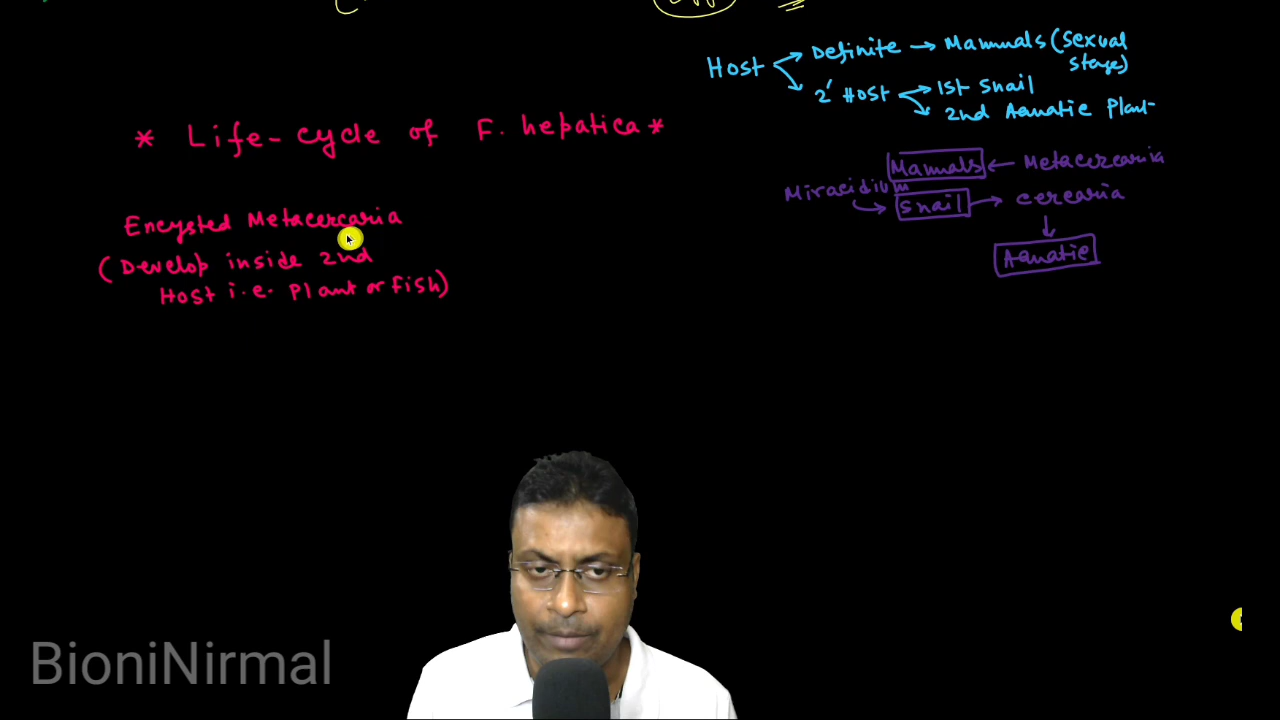 Host → Definite → Mammals (sexual stage)
2' Host → 1st Snail
2nd Aquatic Plant
* Life-cycle of F. hepatica *
Mammals ← Metacercaria
Miracidium
Snail → cercaria
Aquatic
Encysted Metacercaria
(Develop inside 2nd
Host i.e. Plant or Fish)
BioniNirmal